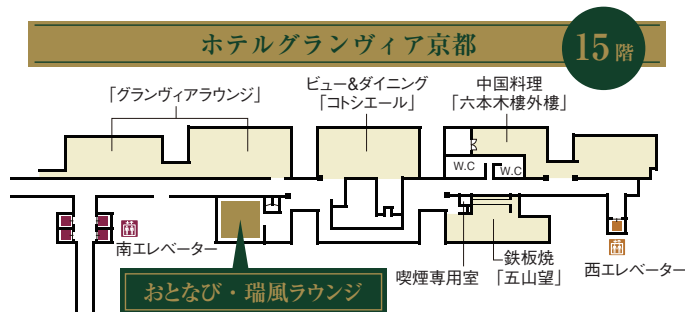 ホテルグランヴィア京都
15階
「グランヴィアラウンジ」
ビュー&ダイニング
「コトシエール」
中国料理
「六本木樓外樓」
W.C
W.C
南エレベーター
おとなび・瑞風ラウンジ
喫煙専用室
鉄板焼
「五山望」
西エレベーター